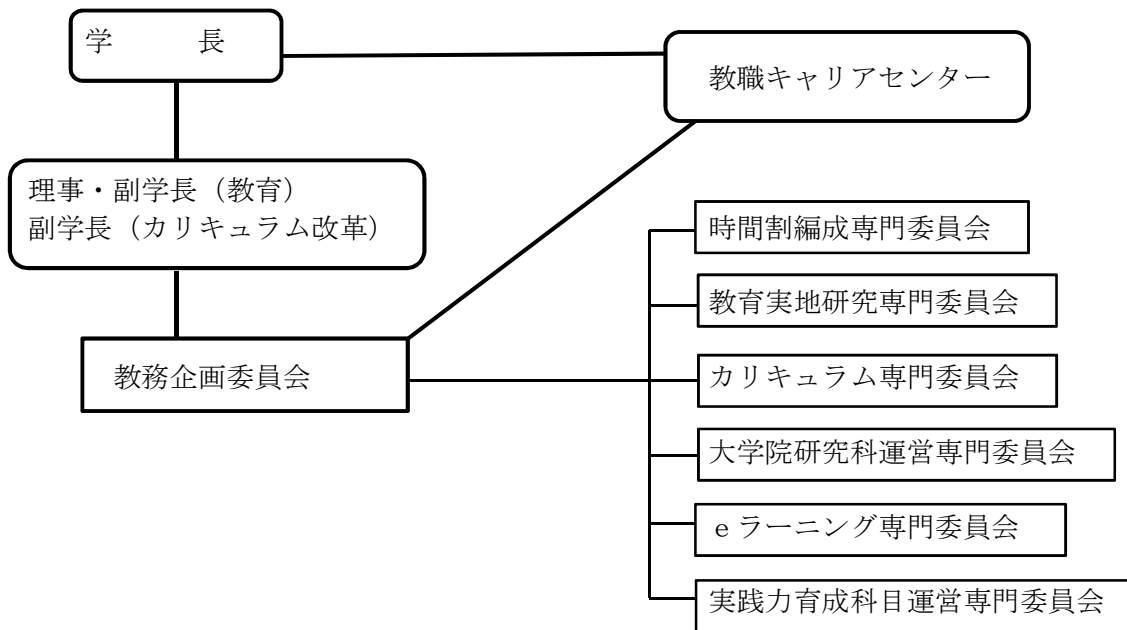 学　　　長
教職キャリアセンター
理事・副学長（教育）
副学長（カリキュラム改革）
時間割編成専門委員会
教育実地研究専門委員会
教務企画委員会
カリキュラム専門委員会
大学院研究科運営専門委員会
ｅラーニング専門委員会
実践力育成科目運営専門委員会